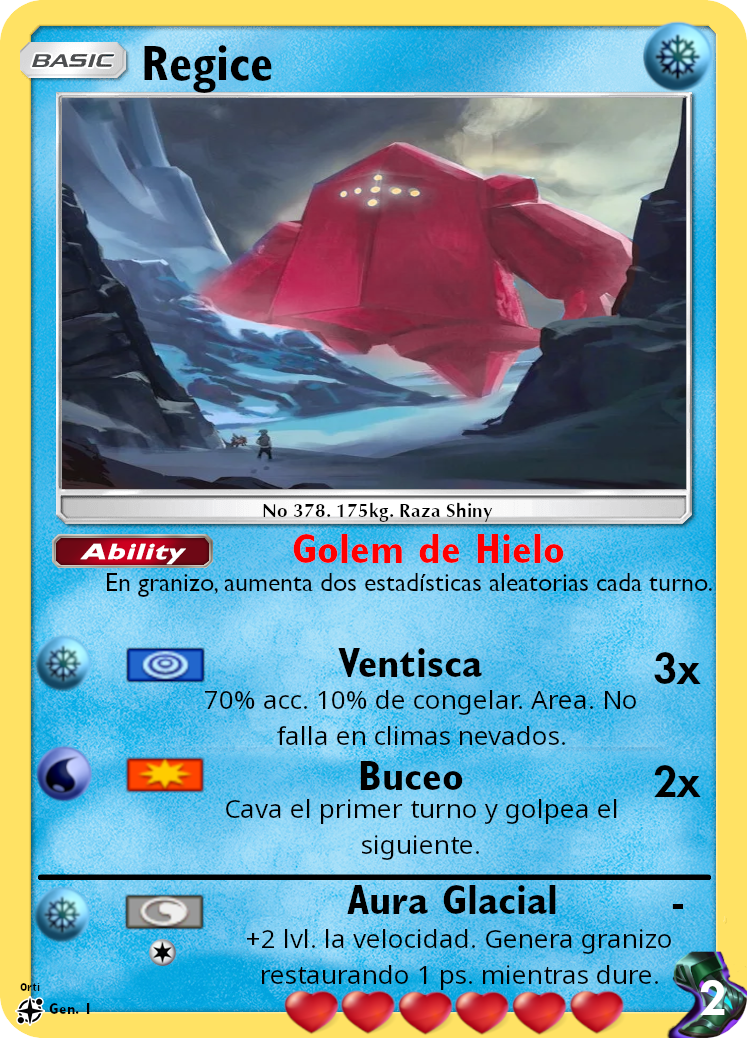 BASIC Regice
No 378. 175kg. Raza Shiny
Ability Golem de Hielo
En granizo, aumenta dos estadísticas aleatorias cada turno.
Ventisca 3x
70% acc. 10% de congelar. Area. No
falla en climas nevados.
Buceo 2x
Cava el primer turno y golpea el
siguiente.
Aura Glacial -
+2 lvl. la velocidad. Genera granizo
restaurando 1 ps. mientras dure.
Orti
Gen. 1
2